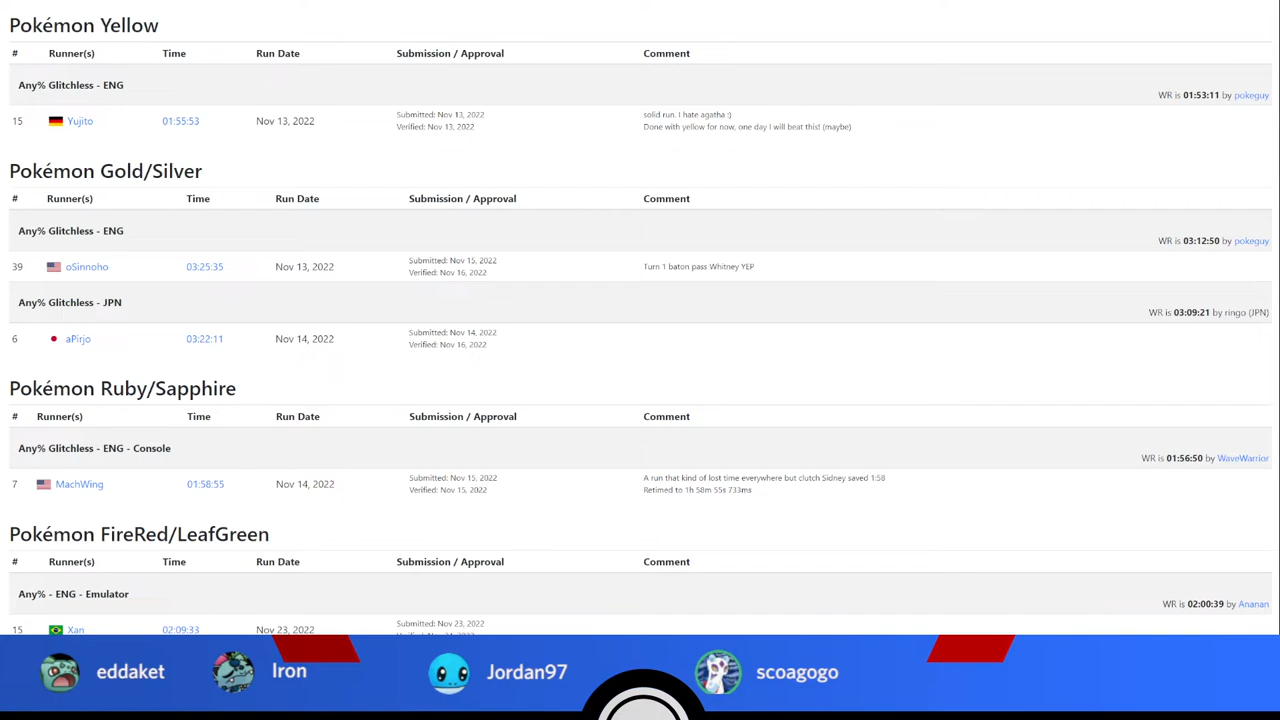 Pokémon Yellow
# Runner(s) Time Run Date Submission / Approval Comment
Any% Glitchless - ENG
WR is 01:53:11 by pokeguy
15 Yujito 01:55:53 Nov 13, 2022
Submitted: Nov 13, 2022
Verified: Nov 13, 2022
solid run. I hate agatha :)
Done with yellow for now, one day I will beat this! (maybe)
Pokémon Gold/Silver
# Runner(s) Time Run Date Submission / Approval Comment
Any% Glitchless - ENG
WR is 03:12:50 by pokeguy
39 oSinnoho 03:25:35 Nov 13, 2022
Submitted: Nov 15, 2022
Verified: Nov 16, 2022
Turn 1 baton pass Whitney YEP
Any% Glitchless - JPN
WR is 03:09:21 by ringo (JPN)
6 aPirjo 03:22:11 Nov 14, 2022
Submitted: Nov 14, 2022
Verified: Nov 16, 2022
Pokémon Ruby/Sapphire
# Runner(s) Time Run Date Submission / Approval Comment
Any% Glitchless - ENG - Console
WR is 01:56:50 by WaveWarrior
7 MachWing 01:58:55 Nov 14, 2022
Submitted: Nov 15, 2022
Verified: Nov 15, 2022
A run that kind of lost time everywhere but clutch Sidney saved 1:58
Retimed to 1h 58m 55s 733ms
Pokémon FireRed/LeafGreen
# Runner(s) Time Run Date Submission / Approval Comment
Any% - ENG - Emulator
WR is 02:00:39 by Ananan
15 Xan 02:09:33 Nov 23, 2022
Submitted: Nov 23, 2022
eddaket Iron Jordan97 scoagogo